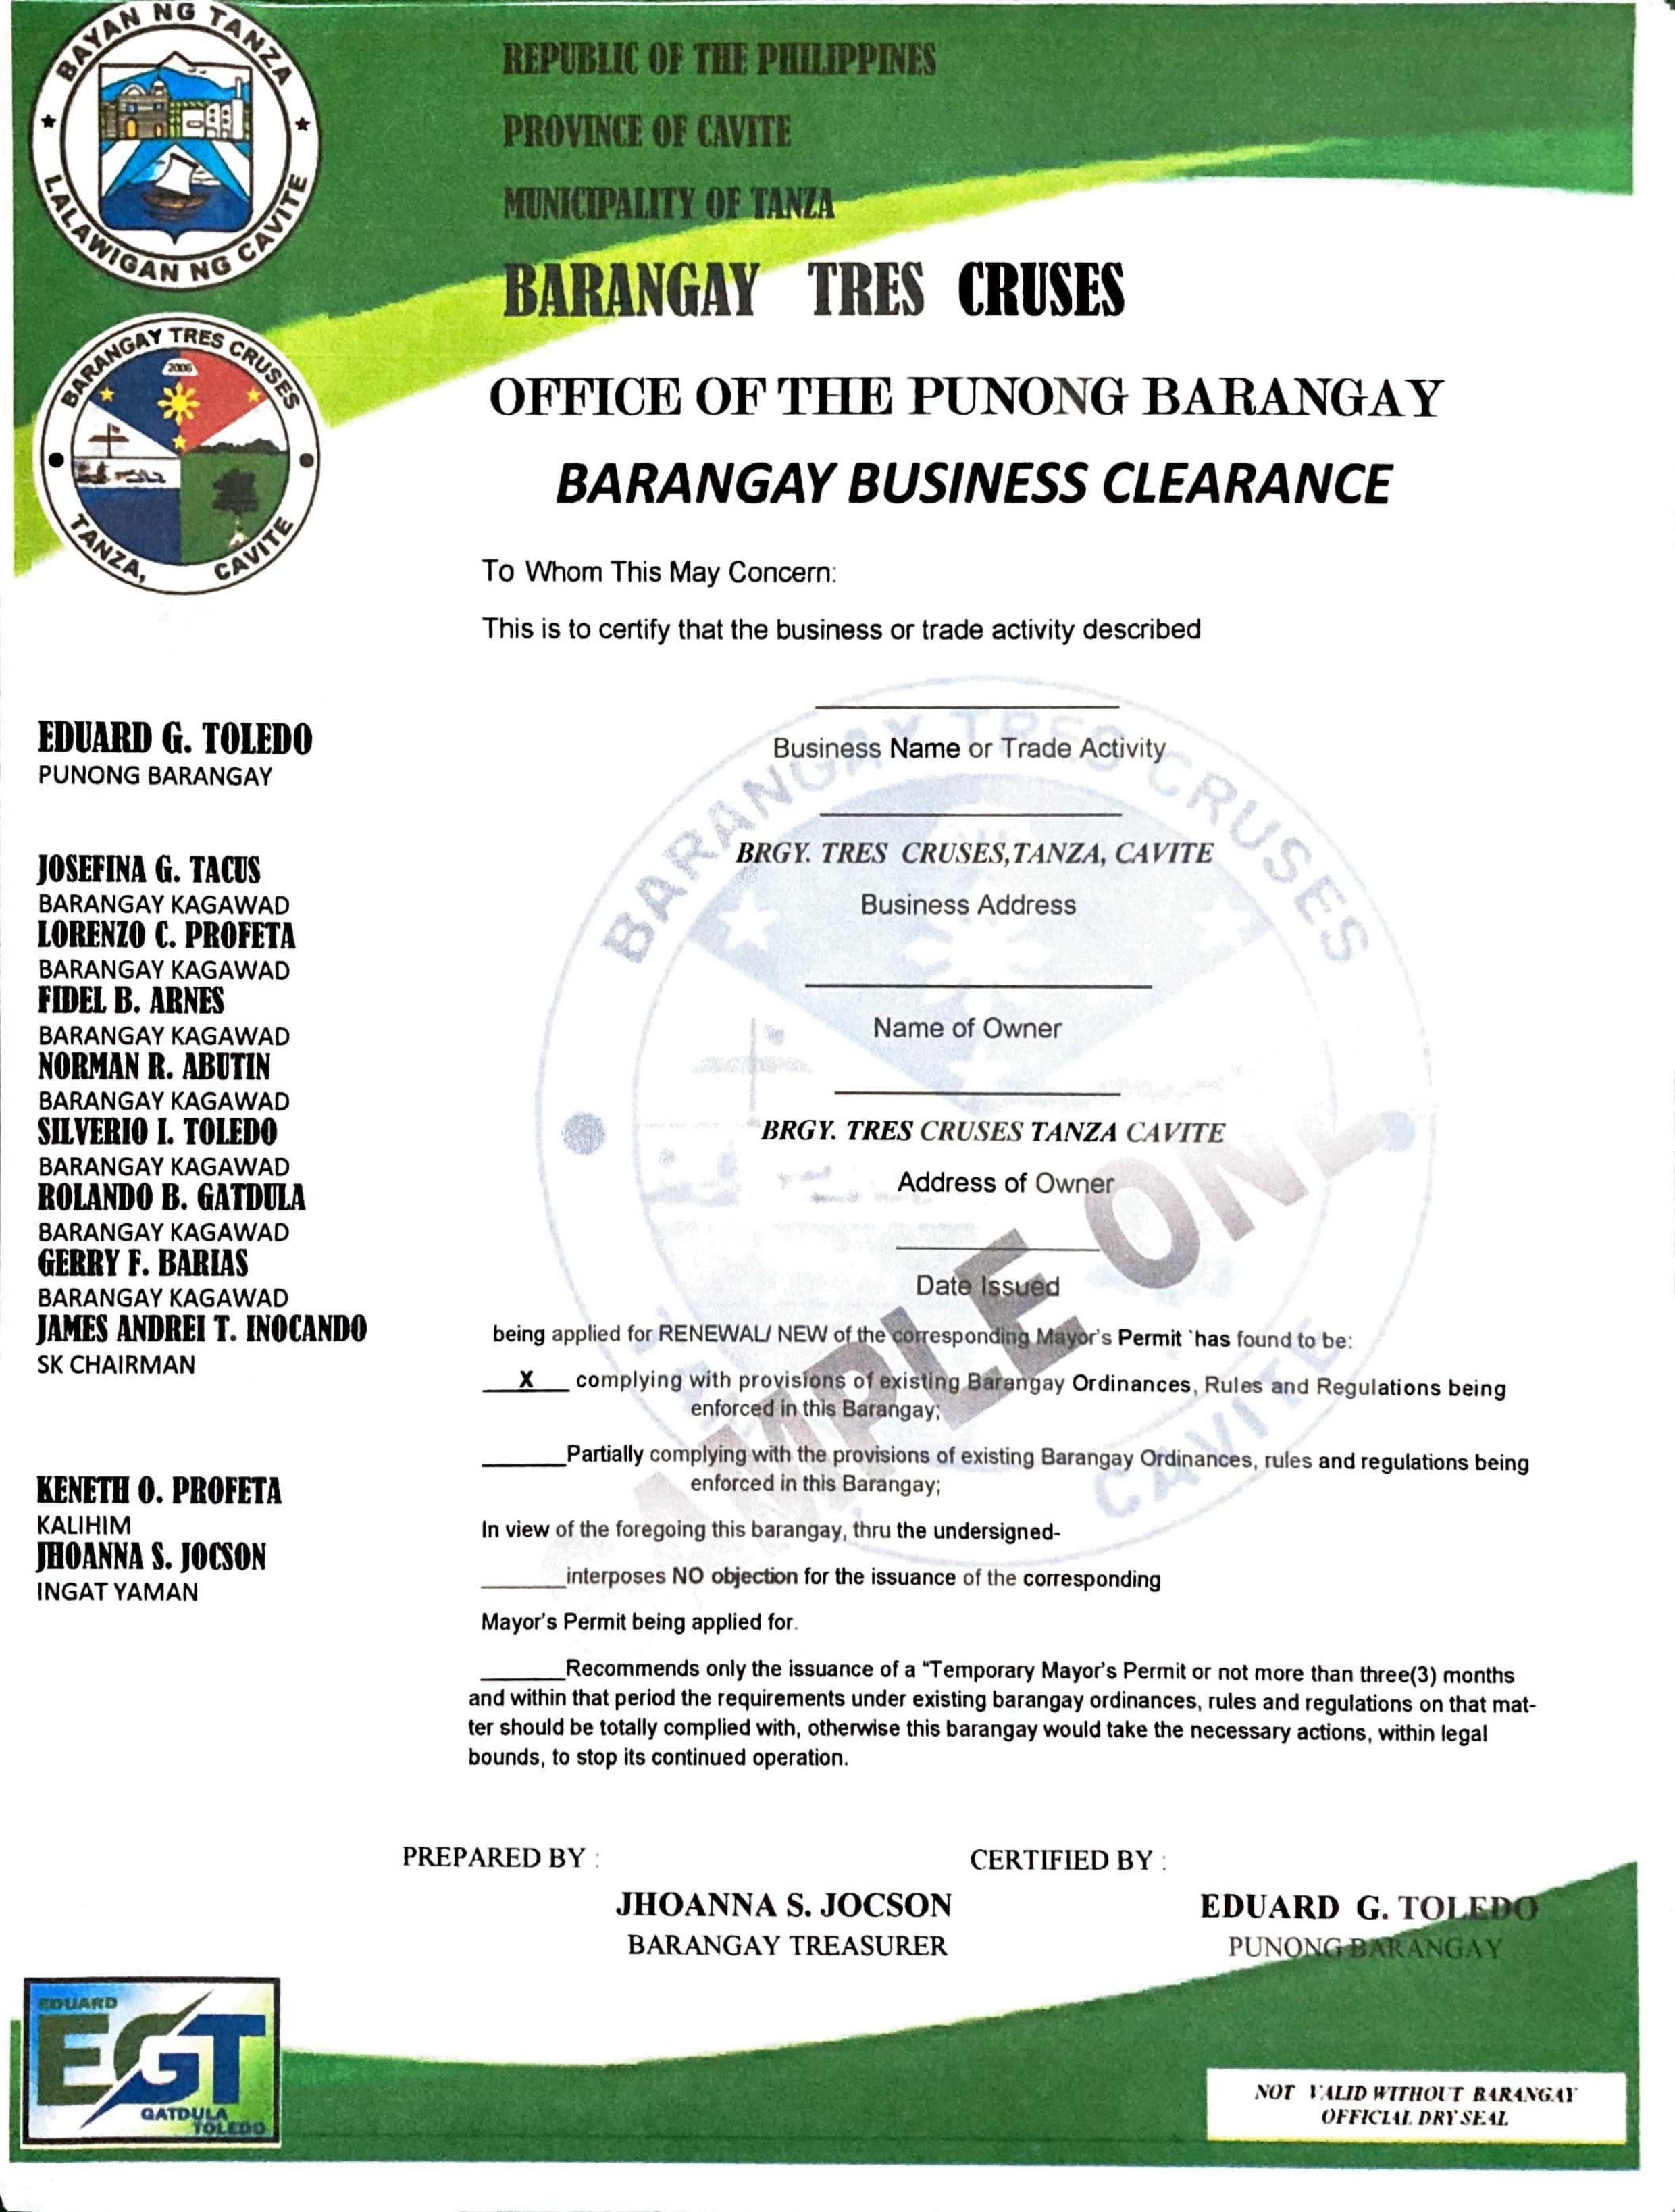 BAYAN NG TANZA
LALAWIGAN NG CAVITE
REPUBLIC OF THE PHILIPPINES
PROVINCE OF CAVITE
MUNICIPALITY OF TANZA
BARANGAY TRES CRUSES
BARANGAY TRES CRUSES
2006
TANZA, CAVITE
OFFICE OF THE PUNONG BARANGAY
BARANGAY BUSINESS CLEARANCE
To Whom This May Concern:
This is to certify that the business or trade activity described
EDUARD G. TOLEDO
PUNONG BARANGAY
JOSEFINA G. TACUS
BARANGAY KAGAWAD
LORENZO C. PROFETA
BARANGAY KAGAWAD
FIDEL B. ARNES
BARANGAY KAGAWAD
NORMAN R. ABUTIN
BARANGAY KAGAWAD
SILVERIO I. TOLEDO
BARANGAY KAGAWAD
ROLANDO B. GATDULA
BARANGAY KAGAWAD
GERRY F. BARIAS
BARANGAY KAGAWAD
JAMES ANDREI T. INOCANDO
SK CHAIRMAN
KENETH O. PROFETA
KALIHIM
JHOANNA S. JOCSON
INGAT YAMAN
BARANGAY TRES CRUSES
CAVITE
Business Name or Trade Activity
BRGY. TRES CRUSES,TANZA, CAVITE
Business Address
Name of Owner
BRGY. TRES CRUSES TANZA CAVITE
Address of Owner
Date Issued
being applied for RENEWAL/ NEW of the corresponding Mayor's Permit `has found to be:
X complying with provisions of existing Barangay Ordinances, Rules and Regulations being
enforced in this Barangay;
______Partially complying with the provisions of existing Barangay Ordinances, rules and regulations being
enforced in this Barangay;
In view of the foregoing this barangay, thru the undersigned-
______interposes NO objection for the issuance of the corresponding
Mayor's Permit being applied for.
______Recommends only the issuance of a "Temporary Mayor's Permit or not more than three(3) months
and within that period the requirements under existing barangay ordinances, rules and regulations on that mat-
ter should be totally complied with, otherwise this barangay would take the necessary actions, within legal
bounds, to stop its continued operation.
PREPARED BY :
JHOANNA S. JOCSON
BARANGAY TREASURER
CERTIFIED BY :
EDUARD G. TOLEDO
PUNONG BARANGAY
EDUARD
EGT
GATDULA
TOLEDO
NOT VALID WITHOUT BARANGAY
OFFICIAL DRY SEAL